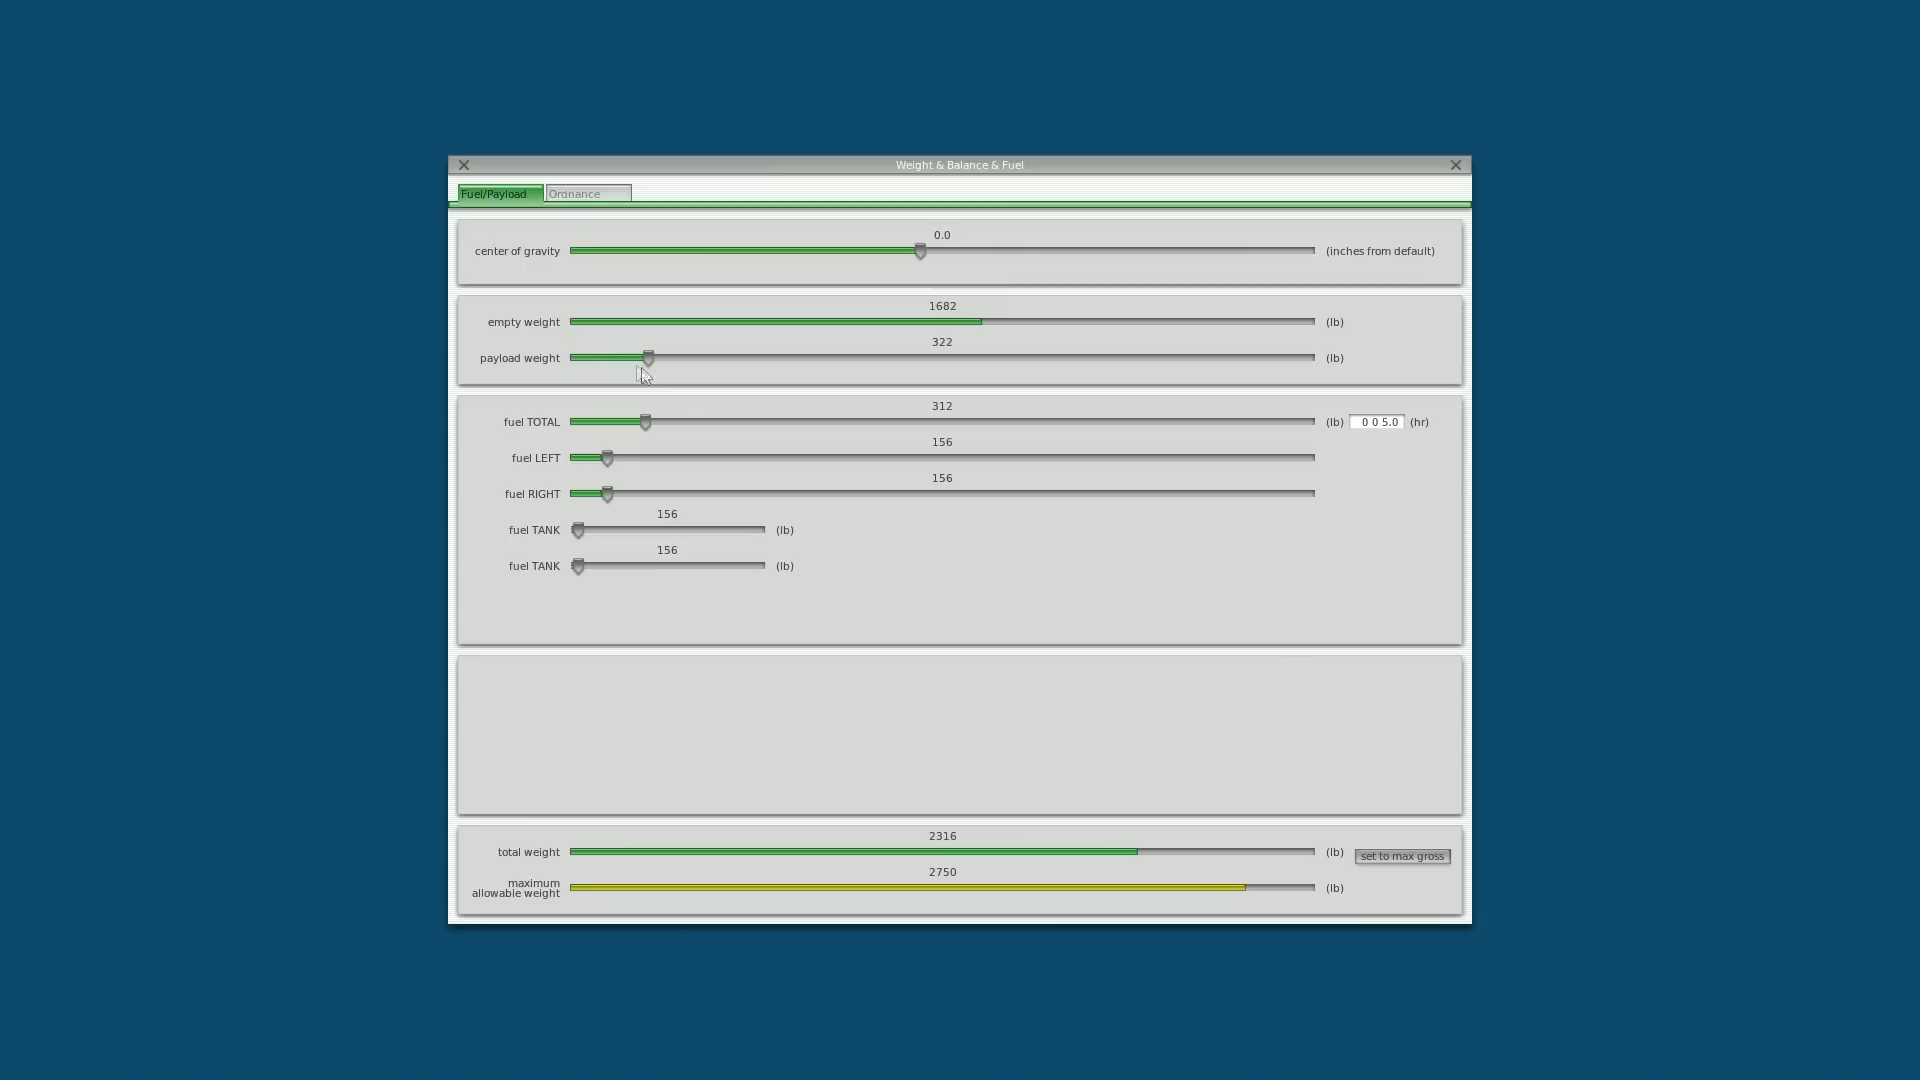 Weight & Balance & Fuel
Fuel/Payload Ordnance
0.0
center of gravity (inches from default)
1682
empty weight (lb)
322
payload weight (lb)
312
fuel TOTAL (lb) 0 0 5.0 (hr)
156
fuel LEFT
156
fuel RIGHT
156
fuel TANK (lb)
156
fuel TANK (lb)
2316
total weight (lb) set to max gross
2750
maximum
allowable weight (lb)